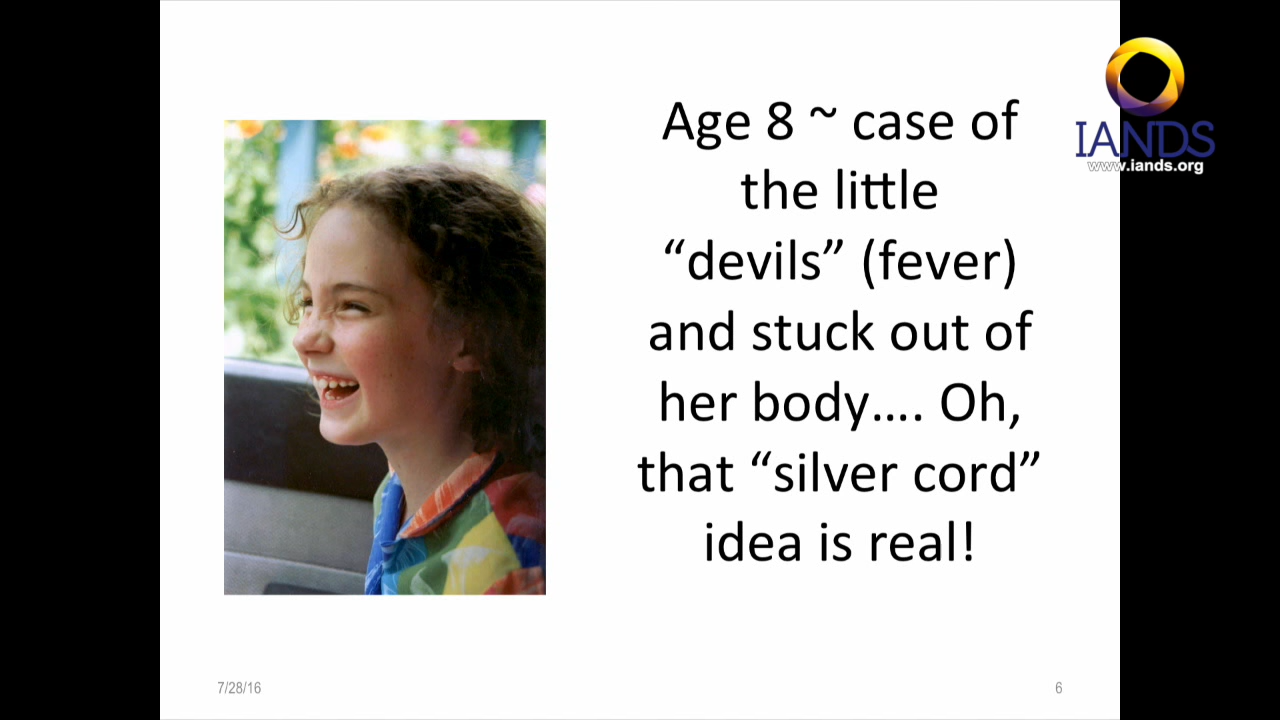 Age 8 ~ case of
the little
“devils” (fever)
and stuck out of
her body…. Oh,
that “silver cord”
idea is real!
IANDS
www.iands.org
7/28/16
6